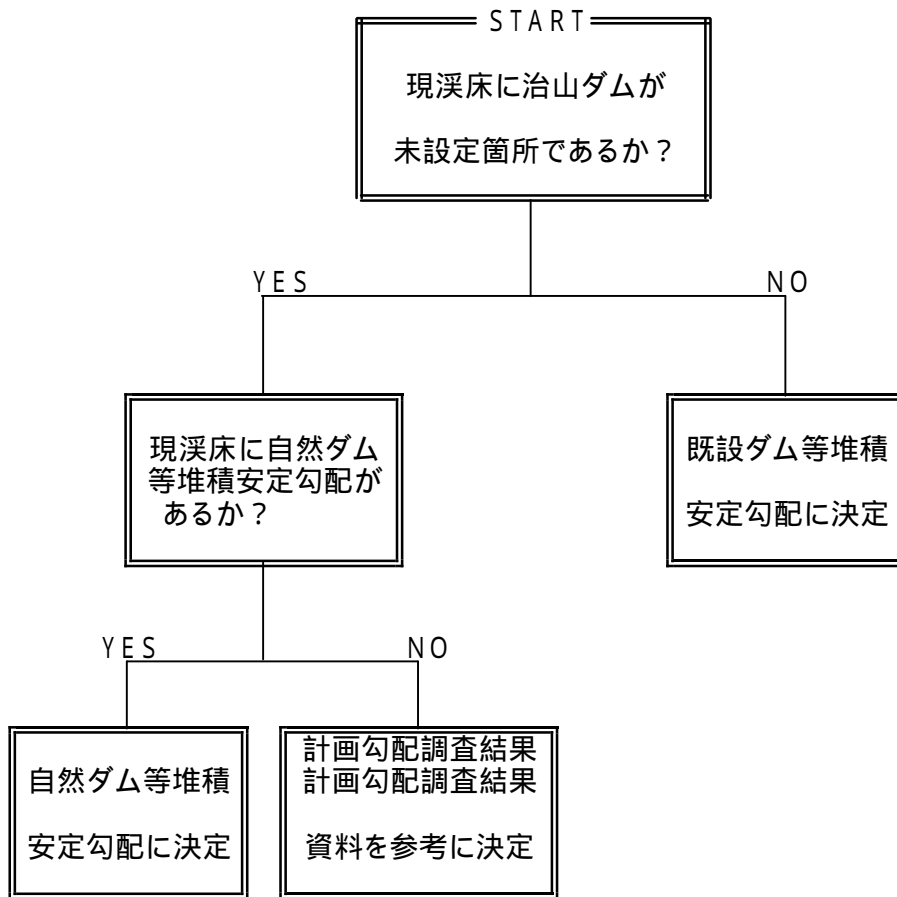 START
現渓床に治山ダムが
未設定箇所であるか？
YES
NO
現渓床に自然ダム
等堆積安定勾配が
あるか？
既設ダム等堆積
安定勾配に決定
YES
NO
自然ダム等堆積
安定勾配に決定
計画勾配調査結果
計画勾配調査結果
資料を参考に決定